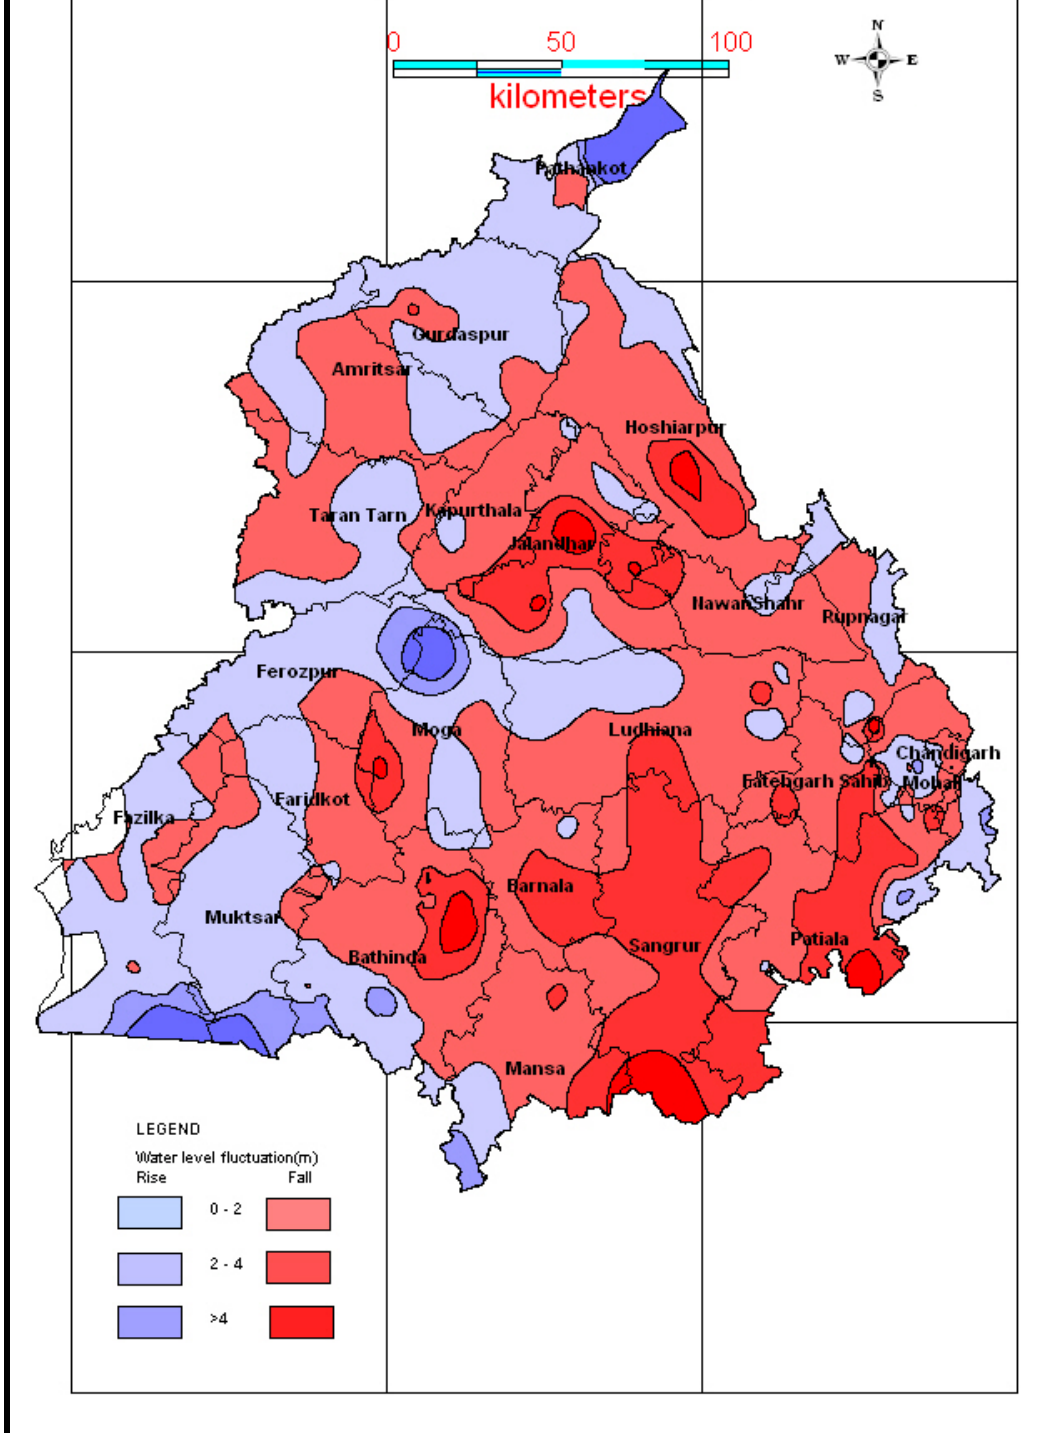 N
0 50 100
W E
S
kilometers
Pathankot
Gurdaspur
Amritsar
Hoshiarpur
Taran Tarn
Kapurthala
Jalandhar
NawanShahr
Rupnagar
Ferozpur
Moga
Ludhiana
Chandigarh
Fatehgarh Sahib
Mohali
Faridkot
Fazilka
Barnala
Muktsar
Patiala
Sangrur
Bathinda
Mansa
LEGEND
Water level fluctuation(m)
Rise Fall
0 - 2
2 - 4
>4